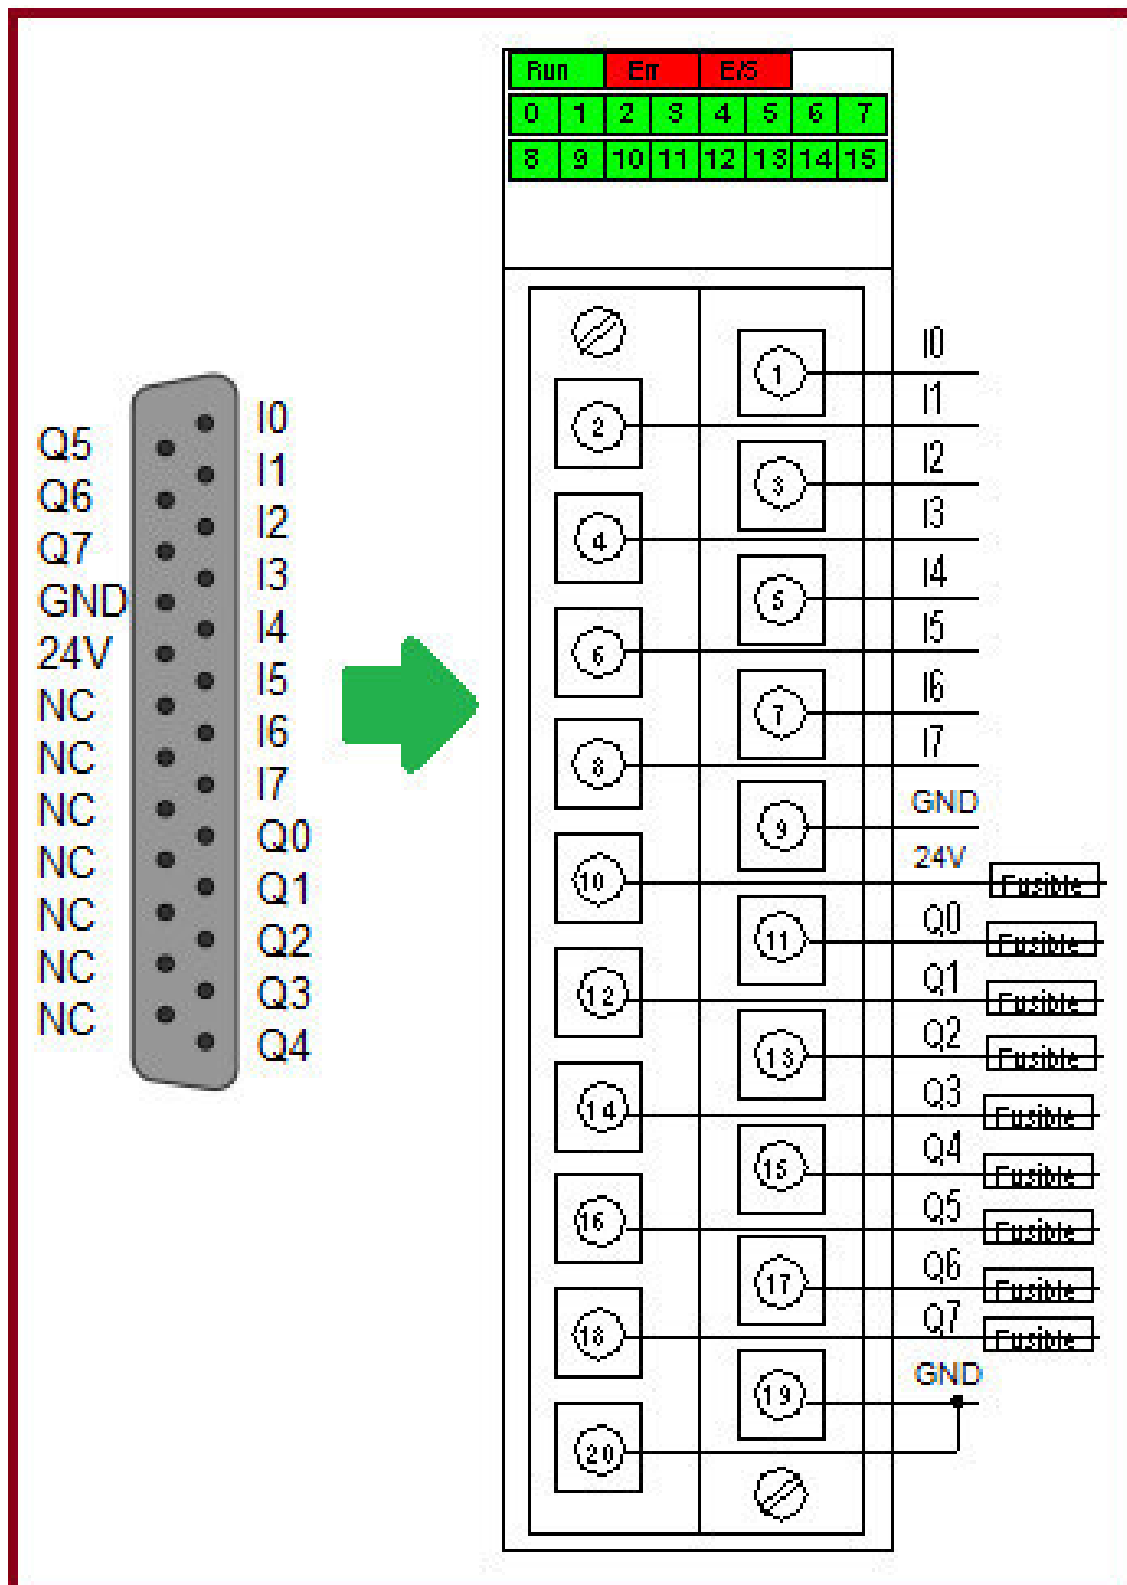 Run Err E/S
0 1 2 3 4 5 6 7
8 9 10 11 12 13 14 15
Q5
Q6
Q7
GND
24V
NC
NC
NC
NC
NC
NC
NC
I0
I1
I2
I3
I4
I5
I6
I7
Q0
Q1
Q2
Q3
Q4
1
2
3
4
5
6
7
8
9
10
11
12
13
14
15
16
17
18
19
20
I0
I1
I2
I3
I4
I5
I6
I7
GND
24V Fusible
Q0 Fusible
Q1 Fusible
Q2 Fusible
Q3 Fusible
Q4 Fusible
Q5 Fusible
Q6 Fusible
Q7 Fusible
GND